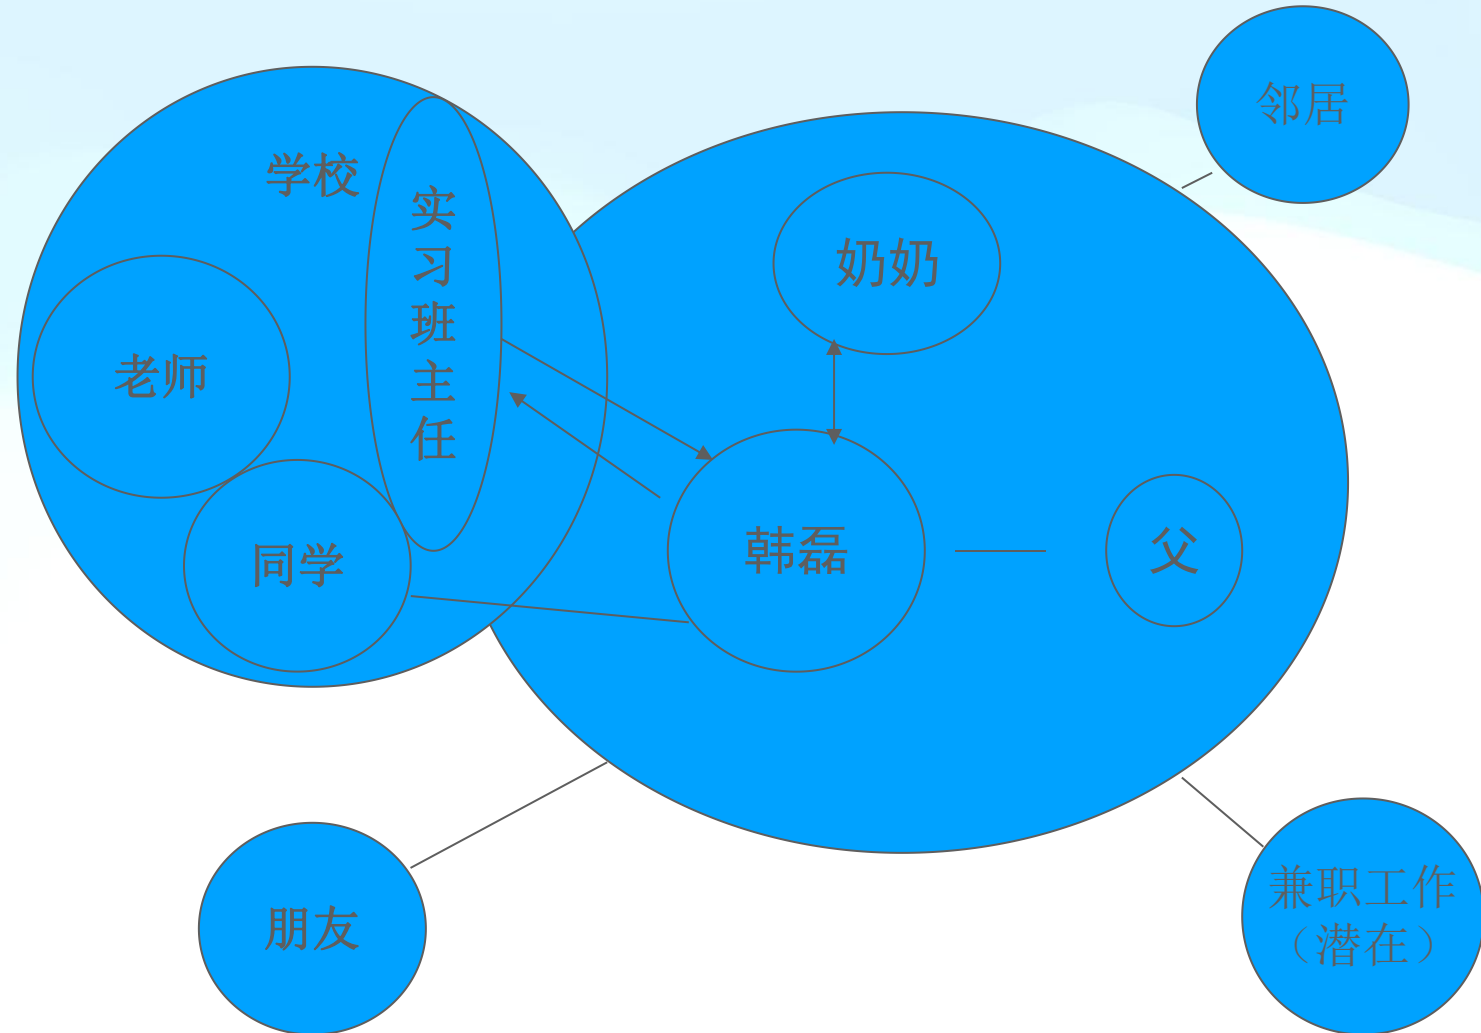 邻居
学校
实习班主任
奶奶
老师
韩磊
父
同学
朋友
兼职工作
（潜在）